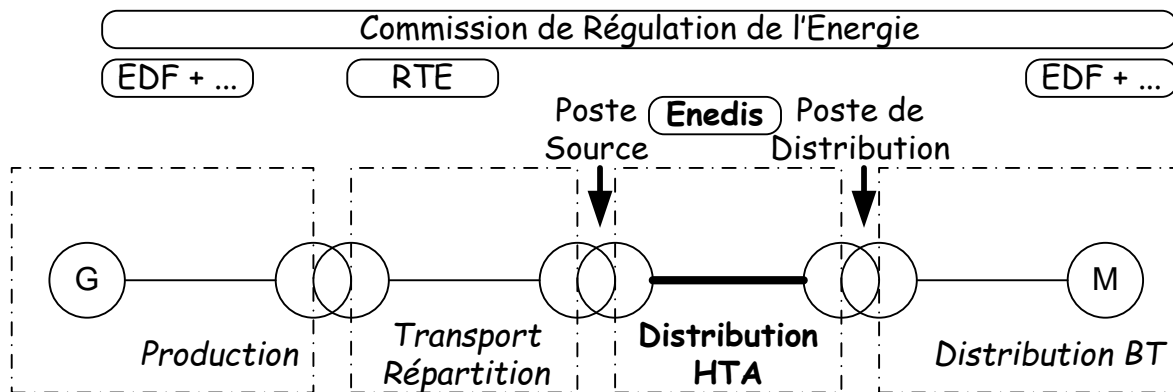 Commission de Régulation de l'Energie
EDF + ...
RTE
EDF + ...
Poste
Source
Enedis
Poste de
Distribution
G
M
Production
Transport
Répartition
Distribution
HTA
Distribution BT